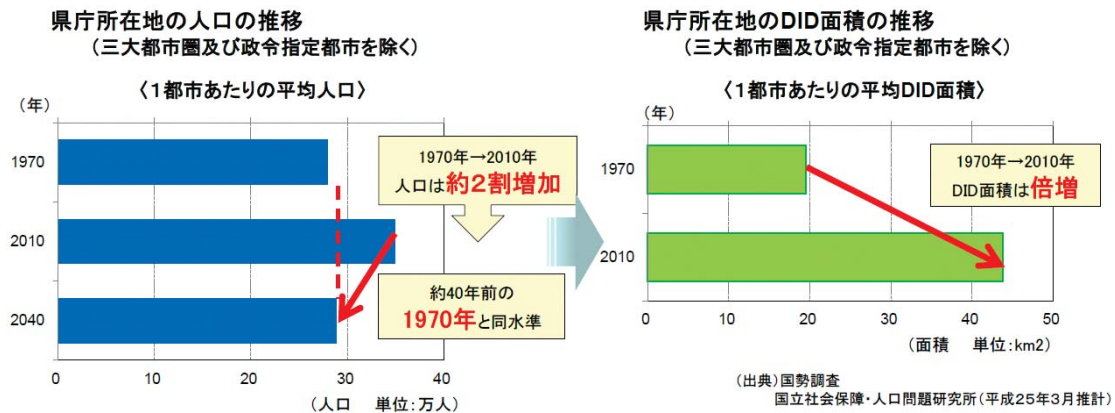 県庁所在地の人口の推移
（三大都市圏及び政令指定都市を除く）
〈１都市あたりの平均人口〉
（年）
1970
2010
2040
0 10 20 30 40
（人口 単位：万人）
1970年→2010年
人口は約２割増加
約40年前の
1970年と同水準
県庁所在地のDID面積の推移
（三大都市圏及び政令指定都市を除く）
〈１都市あたりの平均DID面積〉
（年）
1970
2010
0 10 20 30 40 50
（面積 単位：km2）
1970年→2010年
DID面積は倍増
（出典）国勢調査
国立社会保障・人口問題研究所（平成25年3月推計）